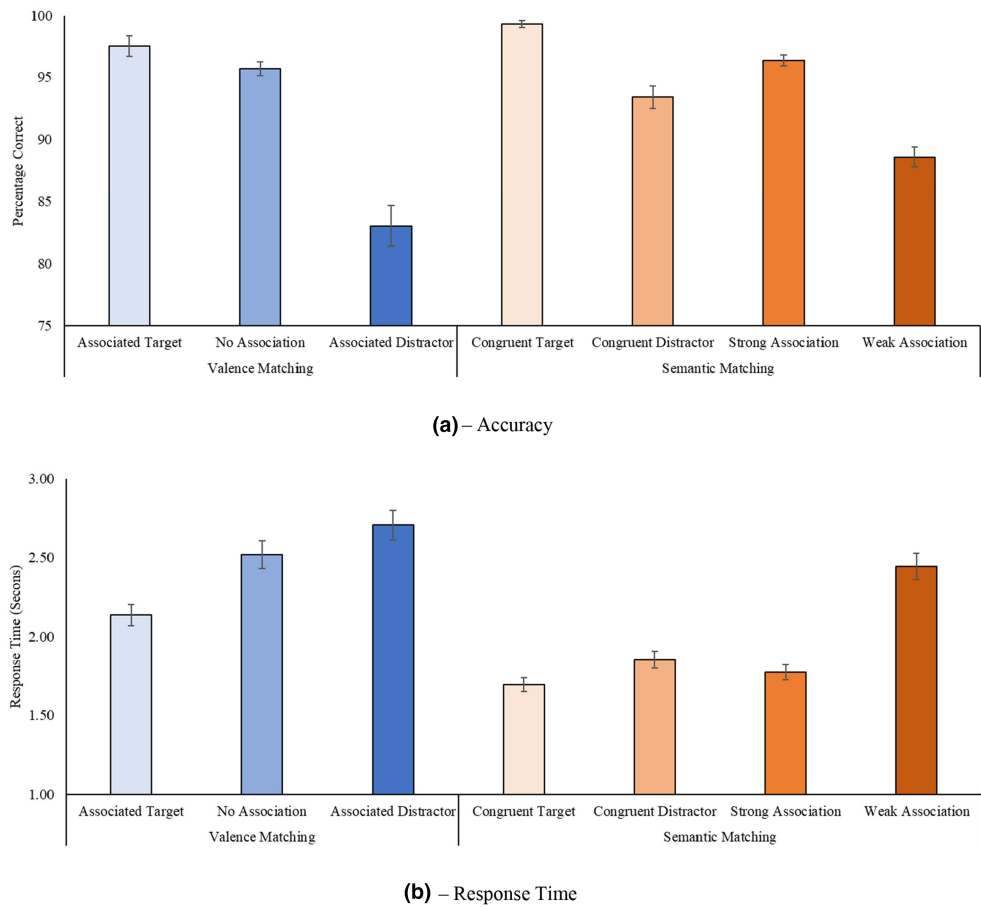 100
95
90
85
80
75
Percentage Correct
Associated Target No Association Associated Distractor Congruent Target Congruent Distractor Strong Association Weak Association
Valence Matching Semantic Matching
(a) – Accuracy
3.00
2.50
2.00
1.50
1.00
Response Time (Secons)
Associated Target No Association Associated Distractor Congruent Target Congruent Distractor Strong Association Weak Association
Valence Matching Semantic Matching
(b) – Response Time